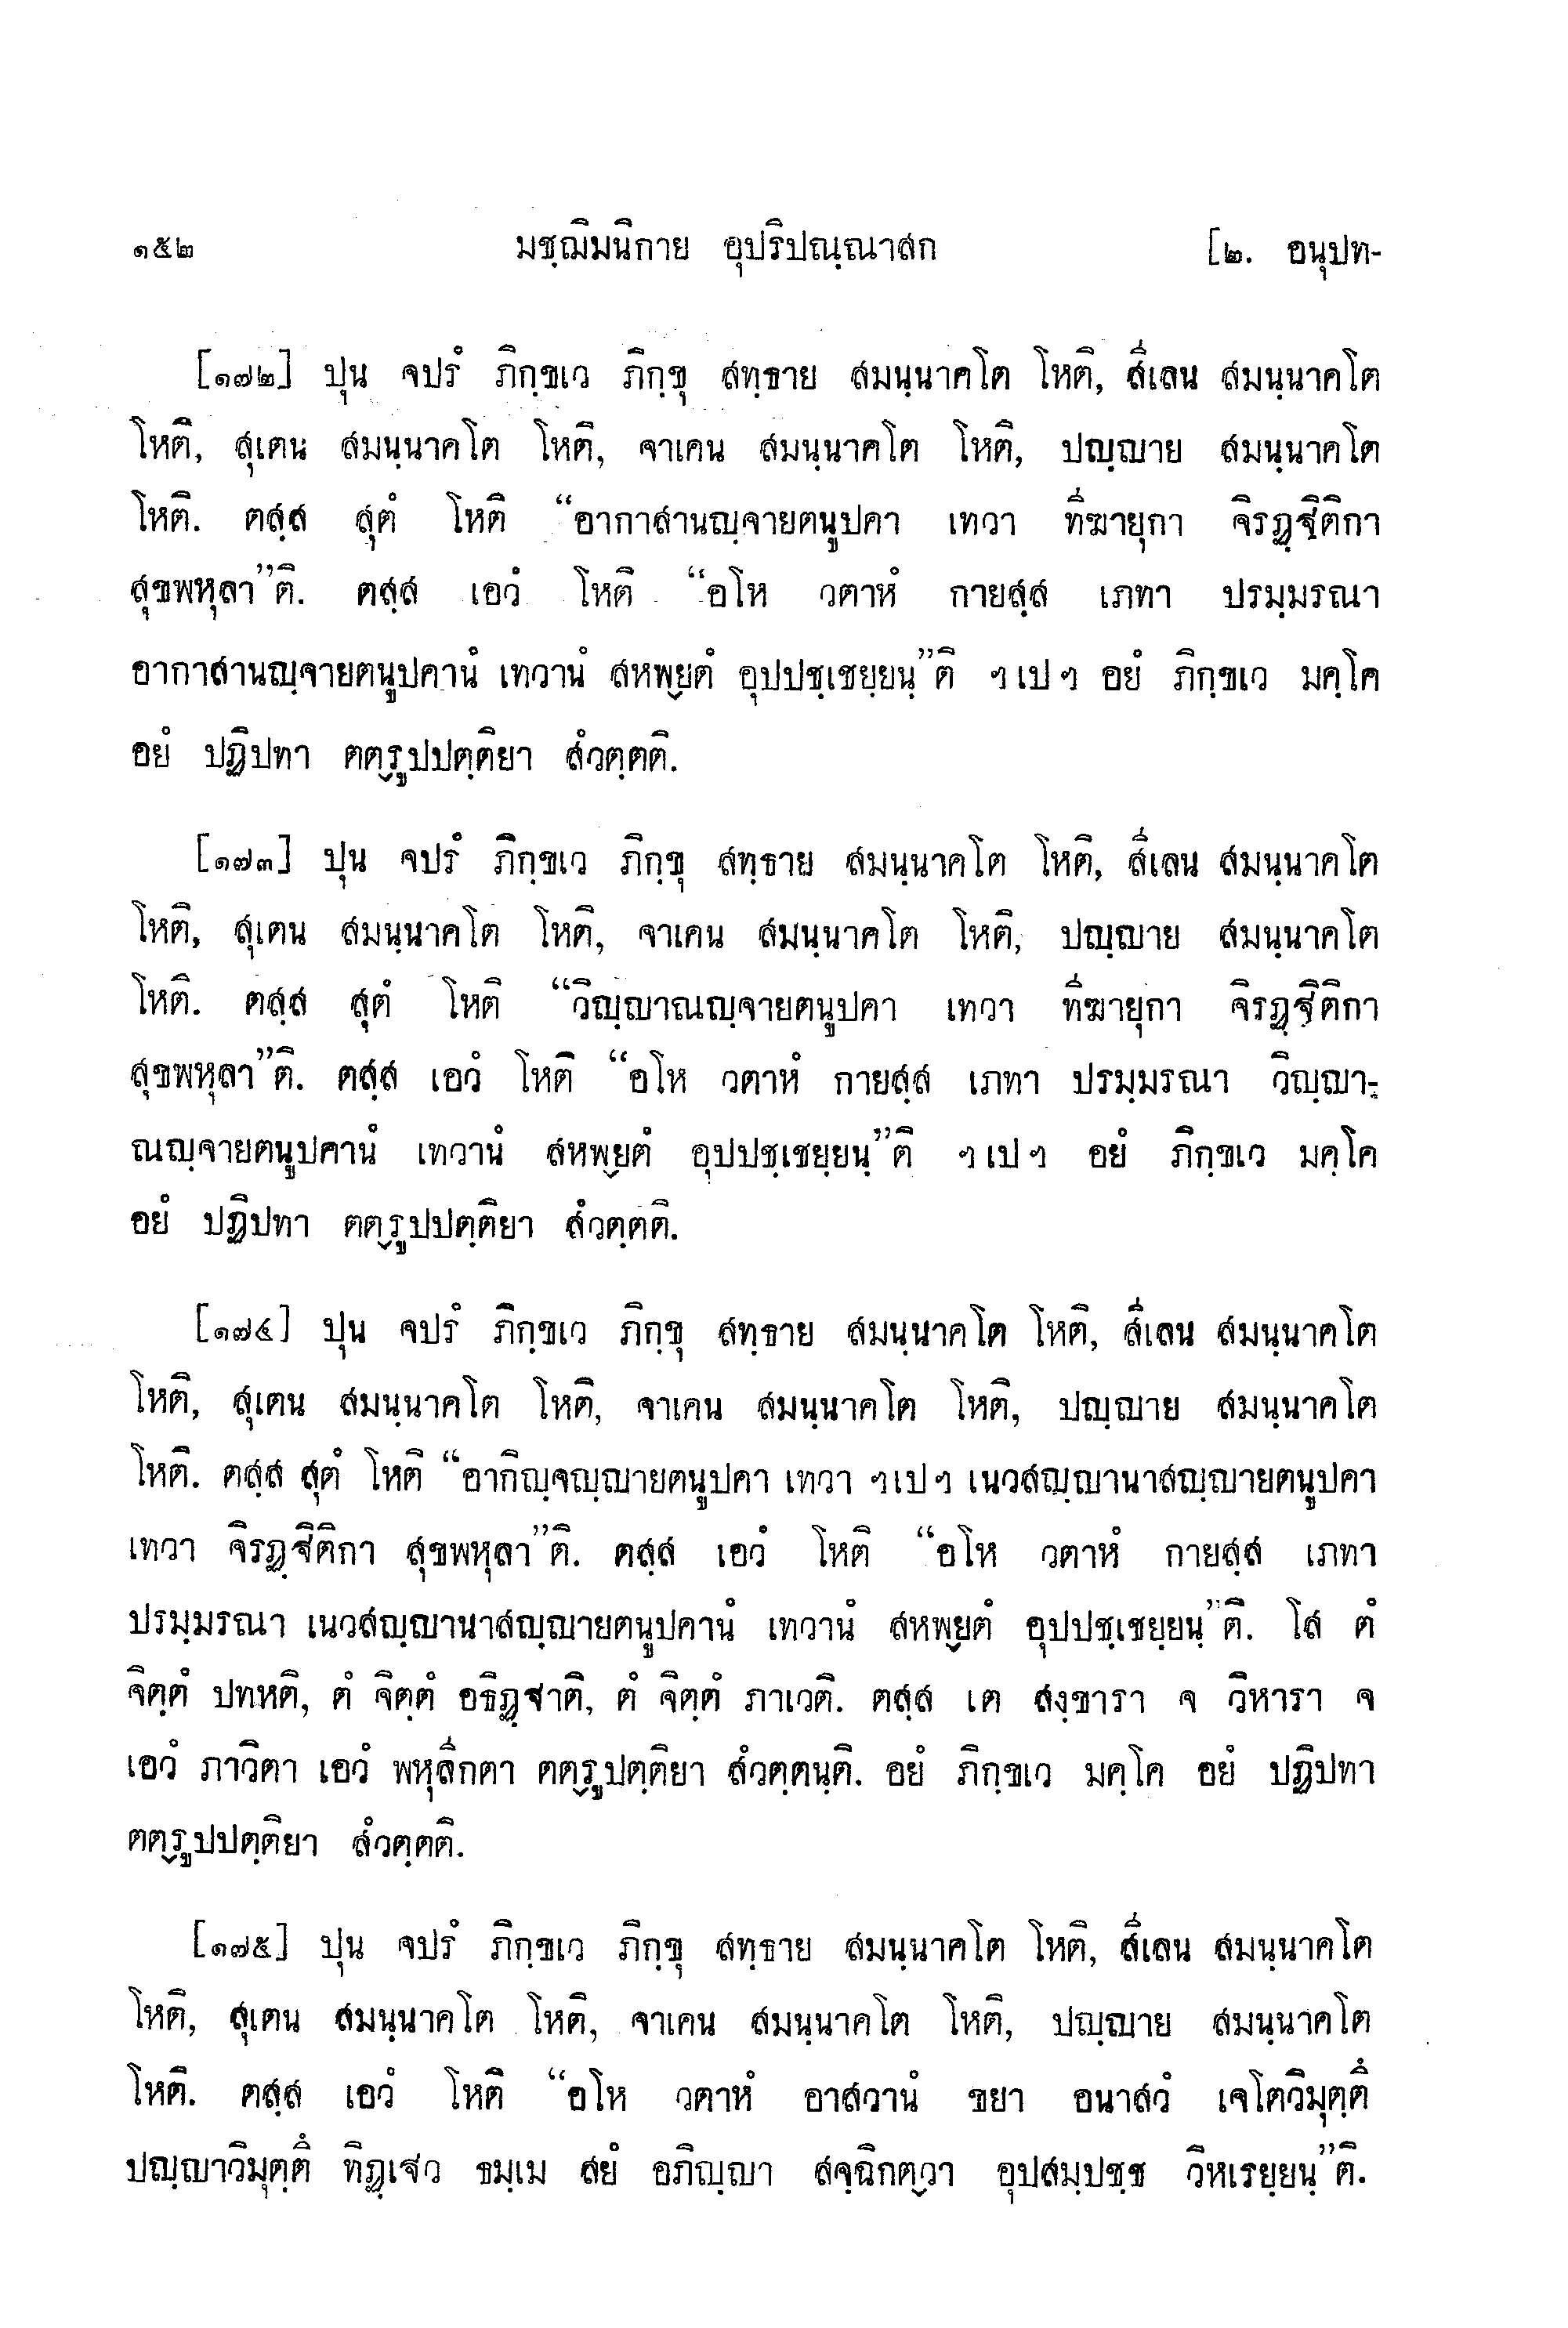 ๑๕๒ มชฺฌิมนิกาย อุปริปณฺณาสก [๒. อนุปท-
[๑๗๒] ปุน จปรํ ภิกฺขเว ภิกฺขุ สทฺธาย สมนฺนาคโต โหติ, สีเลน สมนฺนาคโต
โหติ, สุเตน สมนฺนาคโต โหติ, จาเคน สมนฺนาคโต โหติ, ปญฺญาย สมนฺนาคโต
โหติ. ตสฺส สุตํ โหติ “อากาสานญฺจายตนูปคา เทวา ทีฆายุกา จิรฏฺฐิติกา
สุขพหุลา”ติ. ตสฺส เอวํ โหติ “อโห วตาหํ กายสฺส เภทา ปรมฺมรณา
อากาสานญฺจายตนูปคานํ เทวานํ สหพฺยตํ อุปปชฺเชยฺยนฺ”ติ ฯเปฯ อยํ ภิกฺขเว มคฺโค
อยํ ปฏิปทา ตตฺรูปปตฺติยา สํวตฺตติ.
[๑๗๓] ปุน จปรํ ภิกฺขเว ภิกฺขุ สทฺธาย สมนฺนาคโต โหติ, สีเลน สมนฺนาคโต
โหติ, สุเตน สมนฺนาคโต โหติ, จาเคน สมนฺนาคโต โหติ, ปญฺญาย สมนฺนาคโต
โหติ. ตสฺส สุตํ โหติ “วิญฺญาณญฺจายตนูปคา เทวา ทีฆายุกา จิรฏฺฐิติกา
สุขพหุลา”ติ. ตสฺส เอวํ โหติ “อโห วตาหํ กายสฺส เภทา ปรมฺมรณา วิญฺญา-
ณญฺจายตนูปคานํ เทวานํ สหพฺยตํ อุปปชฺเชยฺยนฺ”ติ ฯเปฯ อยํ ภิกฺขเว มคฺโค
อยํ ปฏิปทา ตตฺรูปปตฺติยา สํวตฺตติ.
[๑๗๔] ปุน จปรํ ภิกฺขเว ภิกฺขุ สทฺธาย สมนฺนาคโต โหติ, สีเลน สมนฺนาคโต
โหติ, สุเตน สมนฺนาคโต โหติ, จาเคน สมนฺนาคโต โหติ, ปญฺญาย สมนฺนาคโต
โหติ. ตสฺส สุตํ โหติ “อากิญฺจญฺญายตนูปคา เทวา ฯเปฯ เนวสญฺญานาสญฺญายตนูปคา
เทวา จิรฏฺฐิติกา สุขพหุลา”ติ. ตสฺส เอวํ โหติ “อโห วตาหํ กายสฺส เภทา
ปรมฺมรณา เนวสญฺญานาสญฺญายตนูปคานํ เทวานํ สหพฺยตํ อุปปชฺเชยฺยนฺ”ติ. โส ตํ
จิตฺตํ ปทหติ, ตํ จิตฺตํ อธิฏฺฐาติ, ตํ จิตฺตํ ภาเวติ. ตสฺส เต สงฺขารา จ วิหารา จ
เอวํ ภาวิตา เอวํ พหุลีกตา ตตฺรูปตฺติยา สํวตฺตนฺติ. อยํ ภิกฺขเว มคฺโค อยํ ปฏิปทา
ตตฺรูปปตฺติยา สํวตฺตติ.
[๑๗๕] ปุน จปรํ ภิกฺขเว ภิกฺขุ สทฺธาย สมนฺนาคโต โหติ, สีเลน สมนฺนาคโต
โหติ, สุเตน สมนฺนาคโต โหติ, จาเคน สมนฺนาคโต โหติ, ปญฺญาย สมนฺนาคโต
โหติ. ตสฺส เอวํ โหติ “อโห วตาหํ อาสวานํ ขยา อนาสวํ เจโตวิมุตฺตึ
ปญฺญาวิมุตฺตึ ทิฏฺเฐว ธมฺเม สยํ อภิญฺญา สจฺฉิกตฺวา อุปสมฺปชฺช วิหเรยฺยนฺ”ติ.